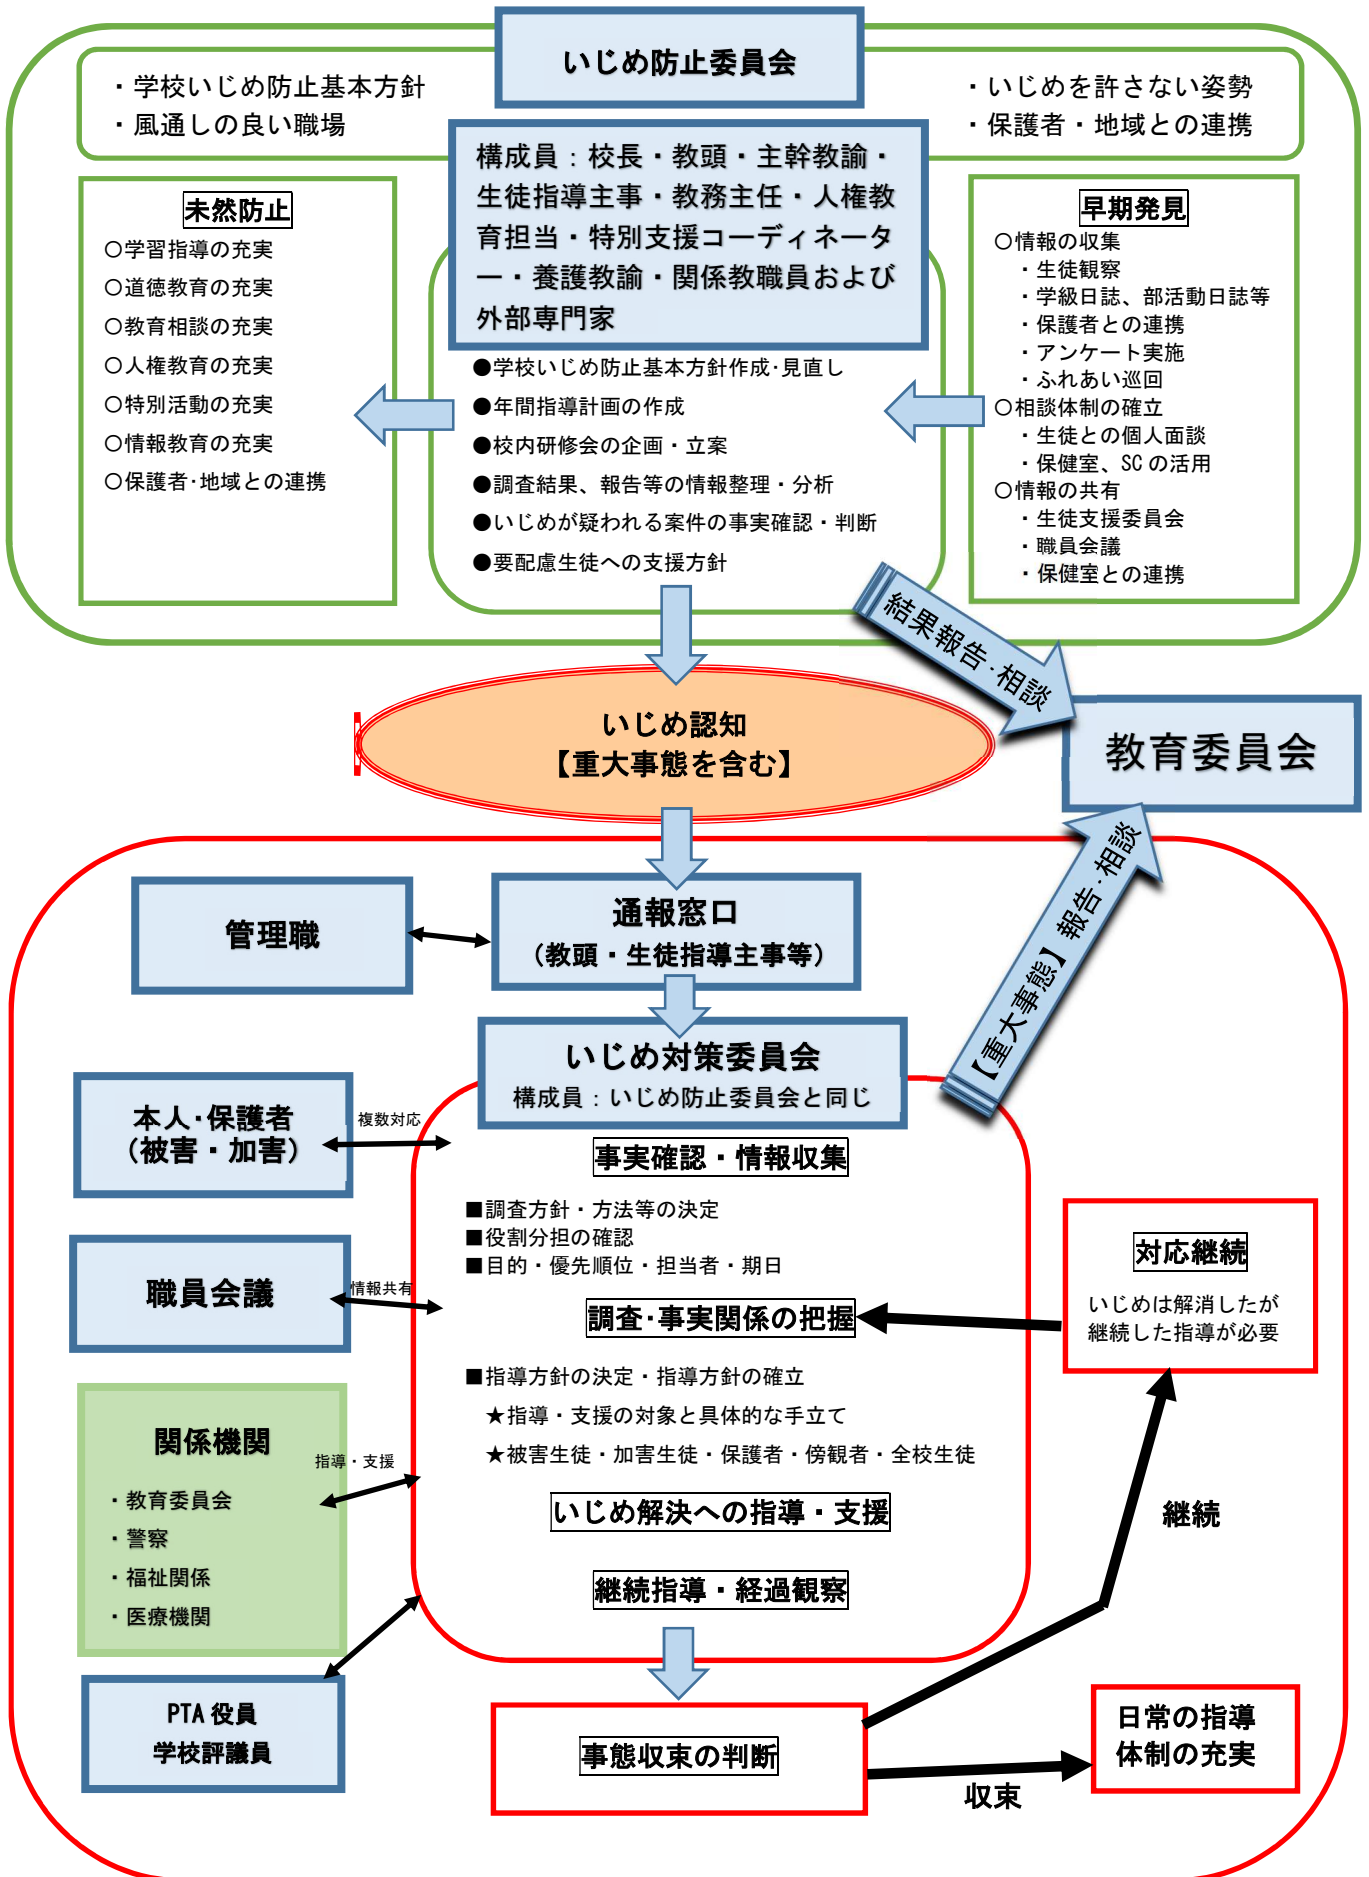 いじめ防止委員会
・学校いじめ防止基本方針
・風通しの良い職場
・いじめを許さない姿勢
・保護者・地域との連携
構成員：校長・教頭・主幹教諭・
生徒指導主事・教務主任・人権教
育担当・特別支援コーディネータ
ー・養護教諭・関係教職員および
外部専門家
未然防止
○学習指導の充実
○道徳教育の充実
○教育相談の充実
○人権教育の充実
○特別活動の充実
○情報教育の充実
○保護者･地域との連携
●学校いじめ防止基本方針作成･見直し
●年間指導計画の作成
●校内研修会の企画・立案
●調査結果、報告等の情報整理・分析
●いじめが疑われる案件の事実確認・判断
●要配慮生徒への支援方針
早期発見
○情報の収集
・生徒観察
・学級日誌、部活動日誌等
・保護者との連携
・アンケート実施
・ふれあい巡回
○相談体制の確立
・生徒との個人面談
・保健室、SCの活用
○情報の共有
・生徒支援委員会
・職員会議
・保健室との連携
結果報告･相談
いじめ認知
【重大事態を含む】
教育委員会
【重大事態】報告･相談
管理職
通報窓口
（教頭・生徒指導主事等）
いじめ対策委員会
構成員：いじめ防止委員会と同じ
本人･保護者
（被害・加害）
複数対応
事実確認・情報収集
■調査方針・方法等の決定
■役割分担の確認
■目的・優先順位・担当者・期日
職員会議
情報共有
調査･事実関係の把握
対応継続
いじめは解消したが
継続した指導が必要
■指導方針の決定・指導方針の確立
★指導・支援の対象と具体的な手立て
★被害生徒・加害生徒・保護者・傍観者・全校生徒
関係機関
・教育委員会
・警察
・福祉関係
・医療機関
指導・支援
いじめ解決への指導・支援
継続
継続指導・経過観察
PTA役員
学校評議員
事態収束の判断
収束
日常の指導
体制の充実